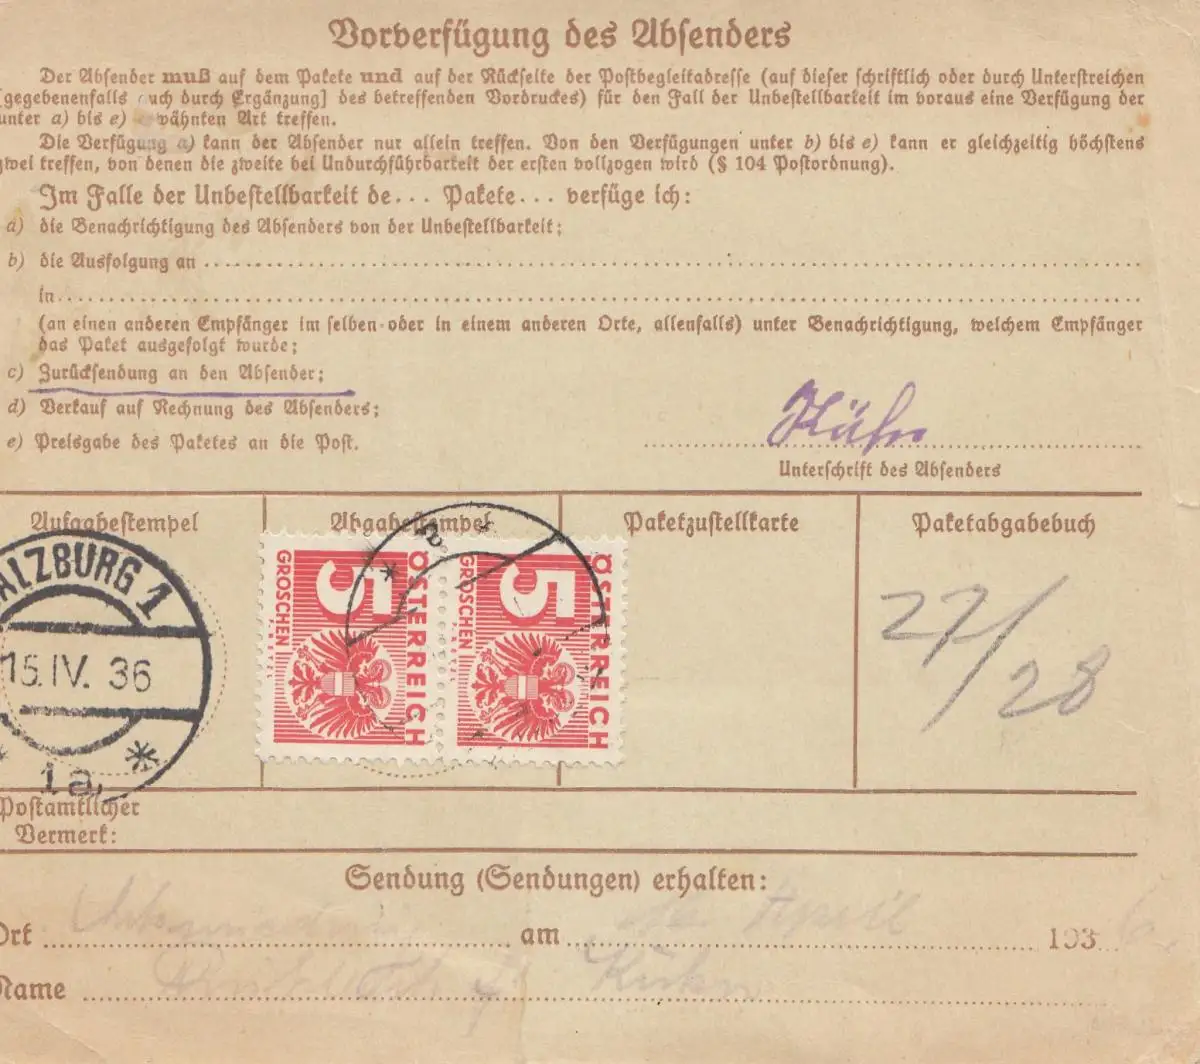 Vorverfügung des Absenders
Der Absender muß auf dem Pakete und auf der Rückseite der Postbegleitadresse (auf dieser schriftlich oder durch Unterstreichen
[gegebenenfalls auch durch Ergänzung] des betreffenden Vordruckes) für den Fall der Unbestellbarkeit im voraus eine Verfügung der
unter a) bis e) erwähnten Art treffen.
Die Verfügung a) kann der Absender nur allein treffen. Von den Verfügungen unter b) bis e) kann er gleichzeitig höchstens
zwei treffen, von denen die zweite bei Undurchführbarkeit der ersten vollzogen wird (§ 104 Postordnung).
Im Falle der Unbestellbarkeit de... Pakete... verfüge ich:
a) die Benachrichtigung des Absenders von der Unbestellbarkeit;
b) die Ausfolgung an
in
(an einen anderen Empfänger im selben oder in einem anderen Orte, allenfalls) unter Benachrichtigung, welchem Empfänger
das Paket ausgefolgt wurde;
c) Zurücksendung an den Absender;
d) Verkauf auf Rechnung des Absenders;
e) Preisgabe des Paketes an die Post.
Kühn
Unterschrift des Absenders
Aufgabestempel
Abgabestempel
Paketzustellkarte
Paketabgabebuch
SALZBURG 1
15.IV.36
1a
5
GROSCHEN
ÖSTERREICH
5
GROSCHEN
ÖSTERREICH
27/28
Postamtlicher
Vermerk:
Sendung (Sendungen) erhalten:
Ort am April 1936
Name Kühn